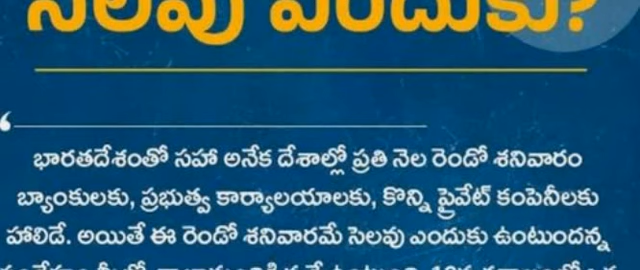 సెలవు ఎందుకు?
భారతదేశంతో సహా అనేక దేశాల్లో ప్రతి నెల రెండో శనివారం
బ్యాంకులకు, ప్రభుత్వ కార్యాలయాలకు, కొన్ని ప్రైవేట్ కంపెనీలకు
హాలిడే. అయితే ఈ రెండో శనివారమే సెలవు ఎందుకు ఉంటుందన్న